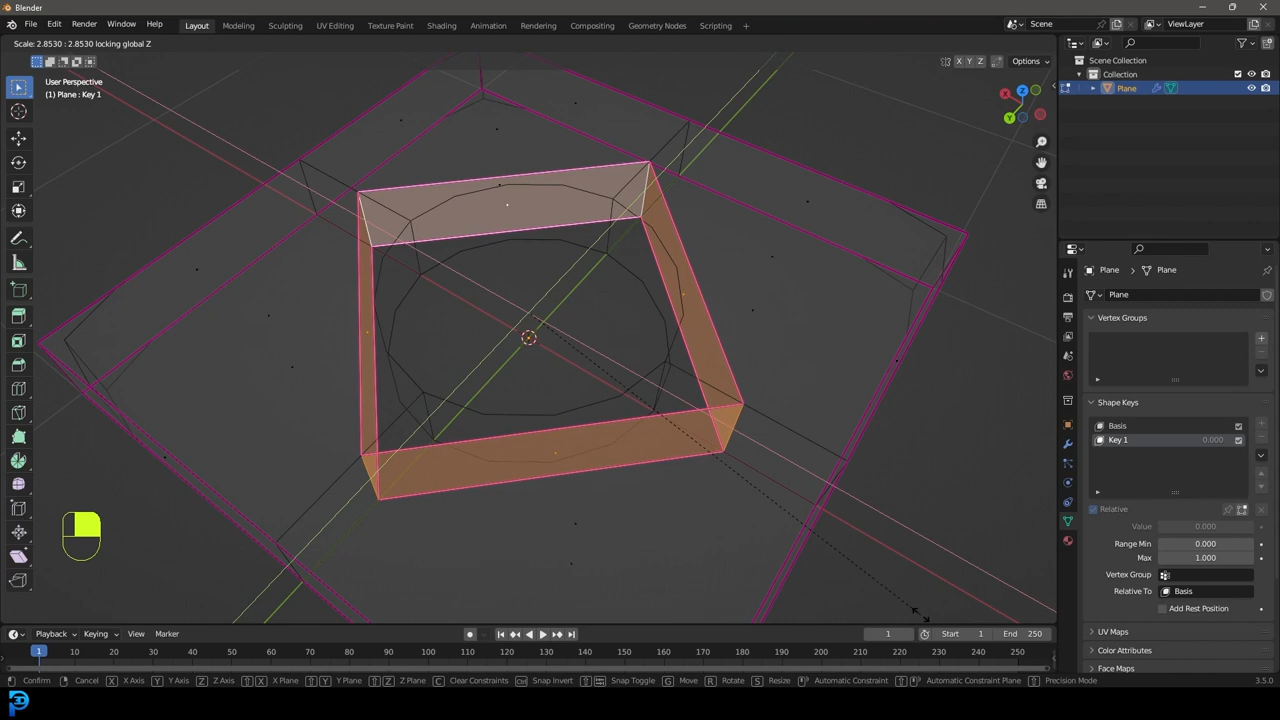 Blender
File Edit Render Window Help
Layout Modeling Sculpting UV Editing Texture Paint Shading Animation Rendering Compositing Geometry Nodes Scripting +
Scene
ViewLayer
Scale: 2.8530 : 2.8530 locking global Z
X Y Z
Options
User Perspective
(1) Plane : Key 1
X
Z
Y
Scene Collection
Collection
Plane
Plane > Plane
Plane
Vertex Groups
Shape Keys
Basis
Key 1 0.000
Relative
Value 0.000
Range Min 0.000
Max 1.000
Vertex Group
Relative To Basis
Add Rest Position
UV Maps
Color Attributes
Face Maps
Playback Keying View Marker
1 Start 1 End 250
1 10 20 30 40 50 60 70 80 90 100 110 120 130 140 150 160 170 180 190 200 210 220 230 240 250
Confirm Cancel X X Axis Y Y Axis Z Z Axis X X Plane Y Y Plane Z Z Plane C Clear Constraints Ctrl Snap Invert Snap Toggle G Move R Rotate S Resize Automatic Constraint Automatic Constraint Plane Precision Mode 3.5.0